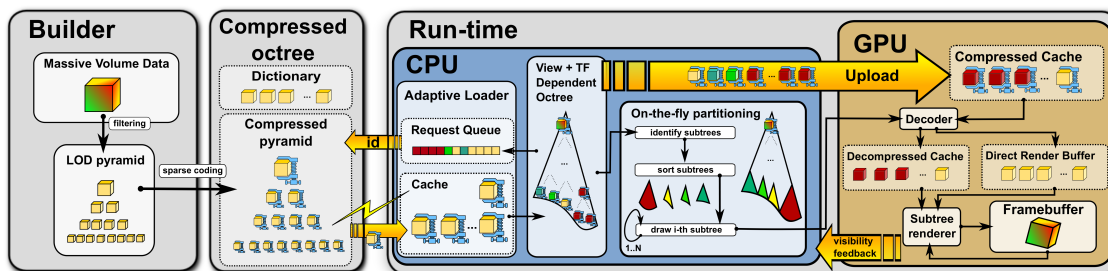 Builder
Massive Volume Data
filtering
LOD pyramid
sparse coding
Compressed
octree
Dictionary
...
Compressed
pyramid
...
Run-time
CPU
Adaptive Loader
Request Queue
id
Cache
...
View + TF
Dependent
Octree
...
On-the-fly partitioning
identify subtrees
sort subtrees
draw i-th subtree
1..N
...
Upload
...
GPU
Compressed Cache
...
Decoder
Decompressed Cache
...
Direct Render Buffer
...
Subtree
renderer
Framebuffer
visibility
feedback